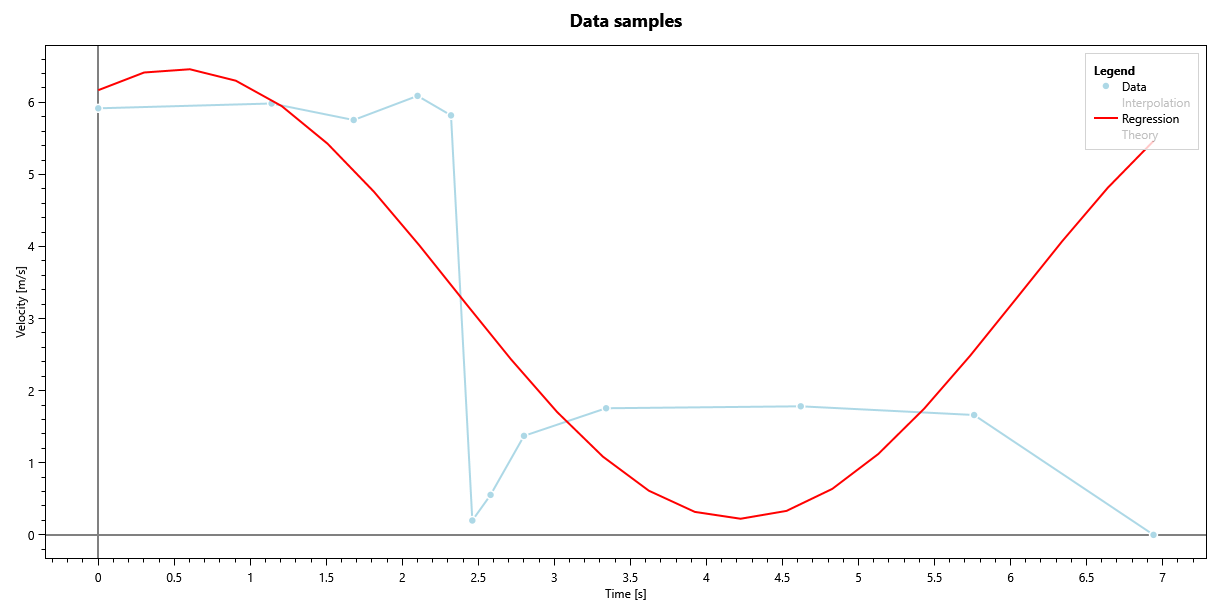 Data samples
Legend
Data
Interpolation
Regression
Theory
6
5
4
3
2
1
0
Velocity [m/s]
0 0.5 1 1.5 2 2.5 3 3.5 4 4.5 5 5.5 6 6.5 7
Time [s]